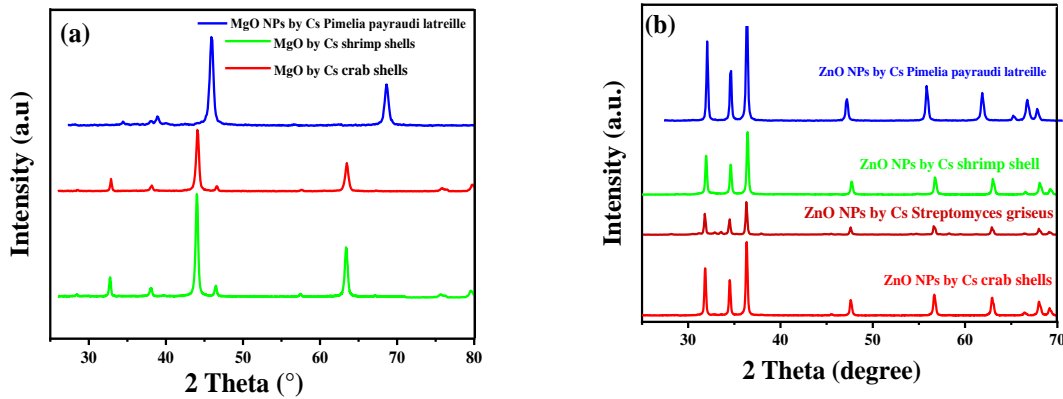 (a)
MgO NPs by Cs Pimelia payraudi latreille
MgO by Cs shrimp shells
MgO by Cs crab shells
Intensity (a.u)
30 40 50 60 70 80
2 Theta (°)
(b)
ZnO NPs by Cs Pimelia payraudi latreille
ZnO NPs by Cs shrimp shell
ZnO NPs by Cs Streptomyces griseus
ZnO NPs by Cs crab shells
Intensity (a.u.)
30 40 50 60 70
2 Theta (degree)